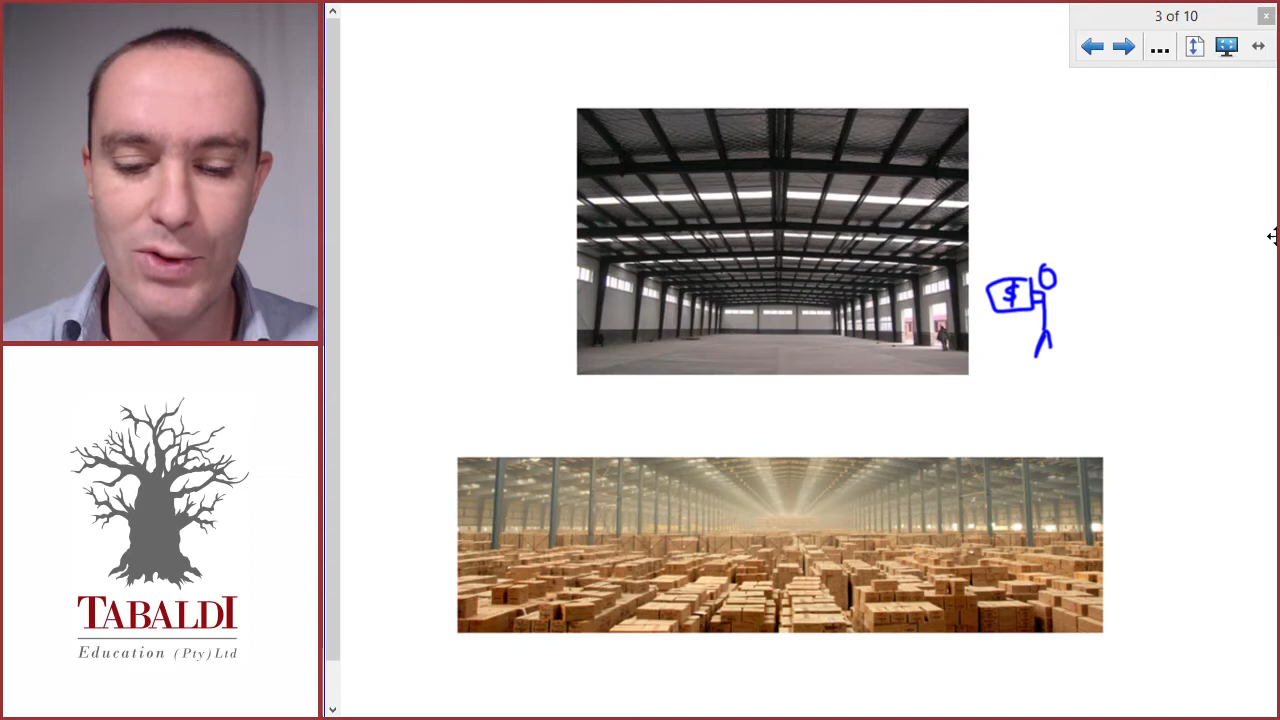 3 of 10
x
...
$
TABALDI
Education (Pty) Ltd